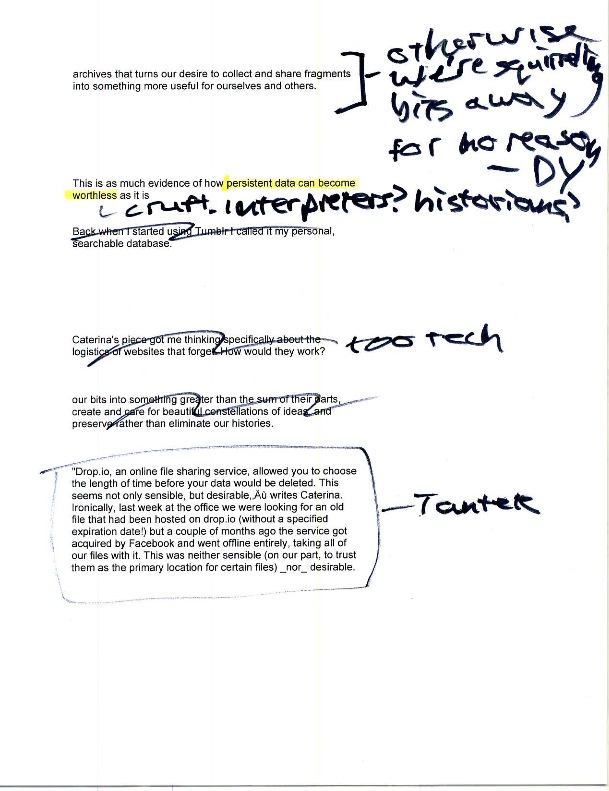 archives that turns our desire to collect and share fragments
into something more useful for ourselves and others.
otherwise
we're squirreling
bits away
for no reason
— DY
This is as much evidence of how persistent data can become
worthless as it is
cruft. interpreters? historians?
Back when I started using Tumblr I called it my personal,
searchable database.
Caterina's piece got me thinking specifically about the
logistics of websites that forget. How would they work?
too tech
our bits into something greater than the sum of their parts,
create and care for beautiful constellations of ideas, and
preserve rather than eliminate our histories.
"Drop.io, an online file sharing service, allowed you to choose
the length of time before your data would be deleted. This
seems not only sensible, but desirable‚Äù writes Caterina.
Ironically, last week at the office we were looking for an old
file that had been hosted on drop.io (without a specified
expiration date!) but a couple of months ago the service got
acquired by Facebook and went offline entirely, taking all of
our files with it. This was neither sensible (on our part, to trust
them as the primary location for certain files) _nor_ desirable.
— Tantek